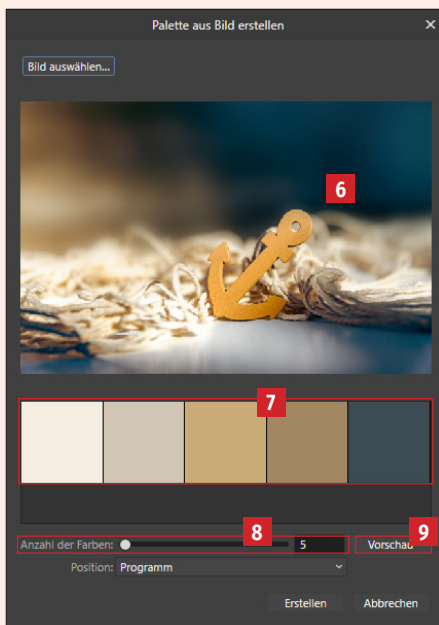 Palette aus Bild erstellen
Bild auswählen...
6
7
8
9
Anzahl der Farben: 5 Vorschau
Position: Programm
Erstellen Abbrechen